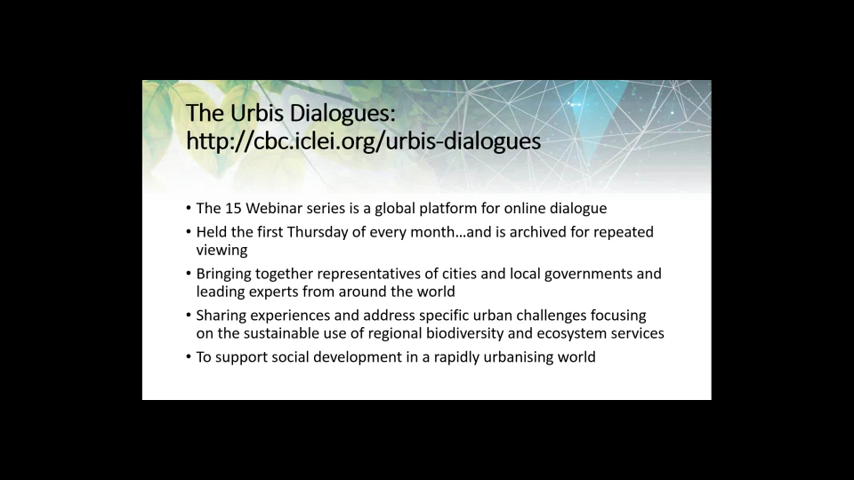 The Urbis Dialogues:
http://cbc.iclei.org/urbis-dialogues
• The 15 Webinar series is a global platform for online dialogue
• Held the first Thursday of every month...and is archived for repeated
viewing
• Bringing together representatives of cities and local governments and
leading experts from around the world
• Sharing experiences and address specific urban challenges focusing
on the sustainable use of regional biodiversity and ecosystem services
• To support social development in a rapidly urbanising world